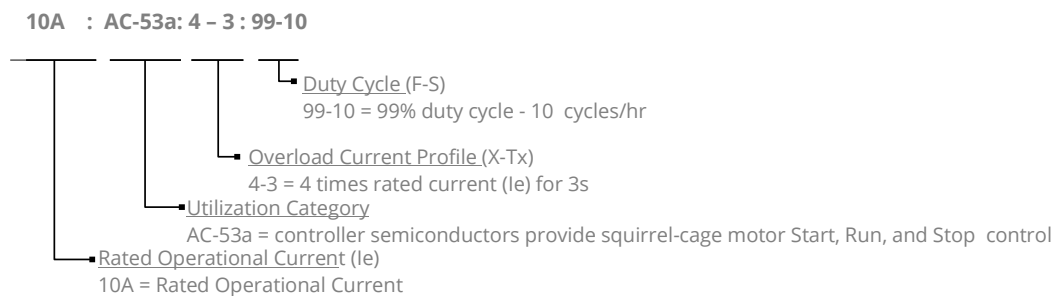 10A : AC-53a: 4 – 3 : 99-10
Duty Cycle (F-S)
99-10 = 99% duty cycle - 10 cycles/hr
Overload Current Profile (X-Tx)
4-3 = 4 times rated current (Ie) for 3s
Utilization Category
AC-53a = controller semiconductors provide squirrel-cage motor Start, Run, and Stop control
Rated Operational Current (Ie)
10A = Rated Operational Current